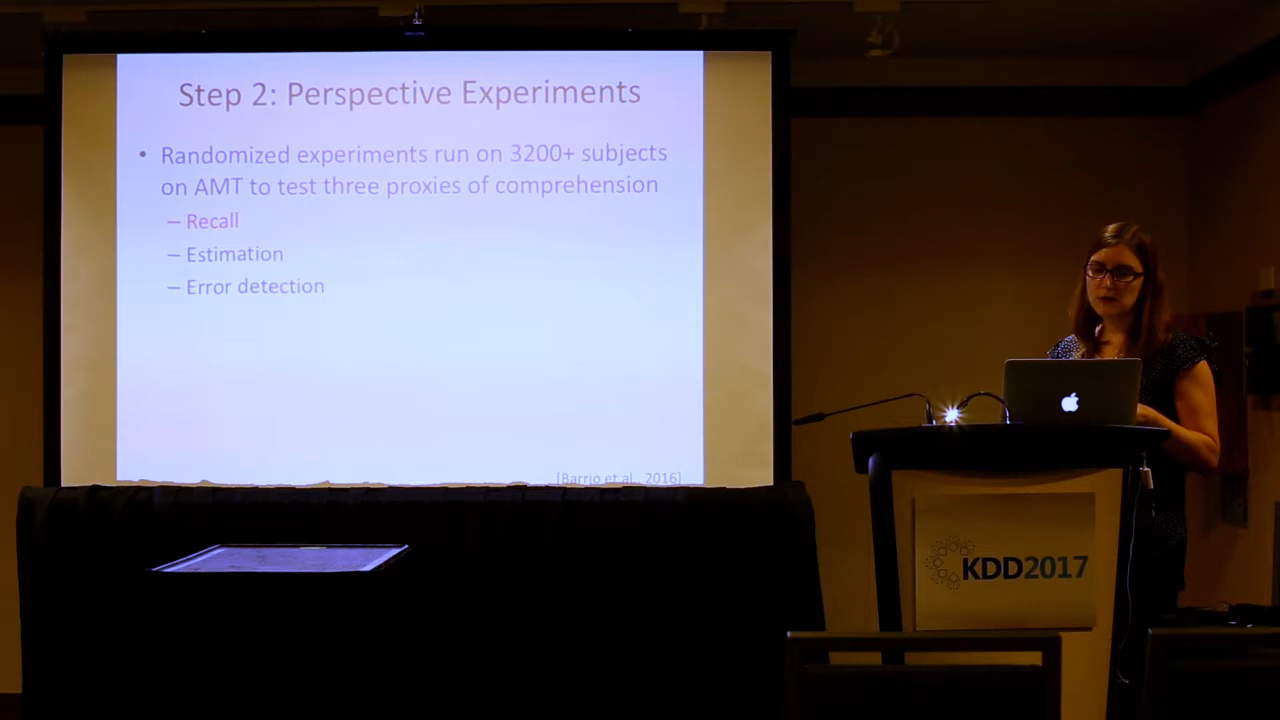 Step 2: Perspective Experiments
• Randomized experiments run on 3200+ subjects
on AMT to test three proxies of comprehension
– Recall
– Estimation
– Error detection
[Barrio et al., 2016]
KDD2017